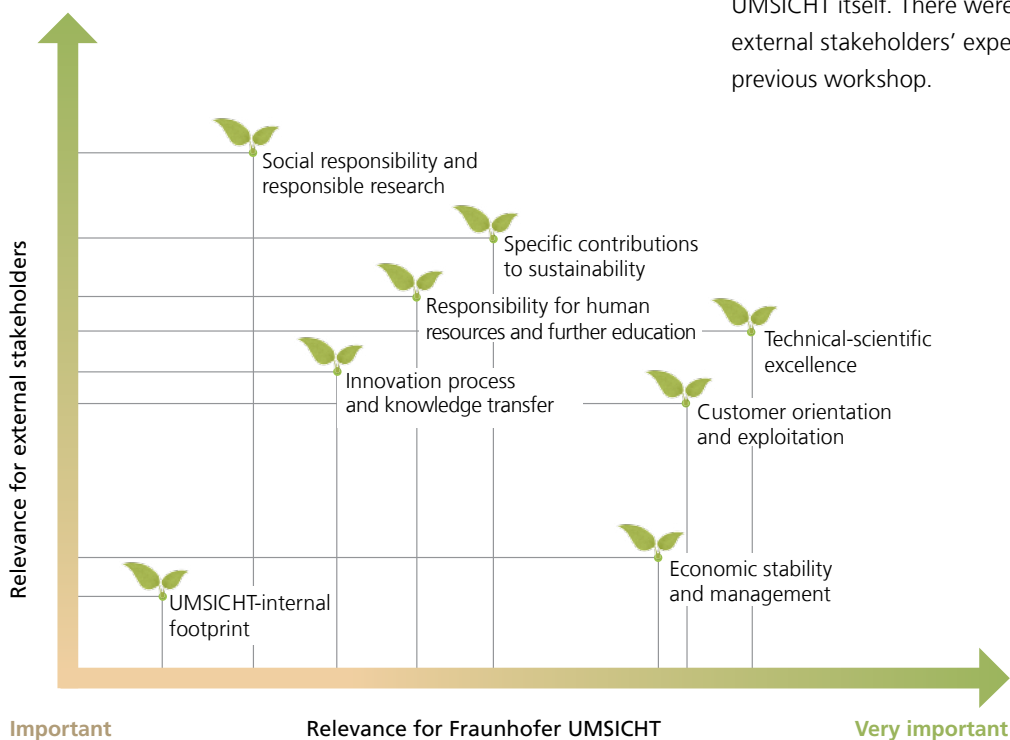 UMSICHT itself. There were
external stakeholders’ expe
previous workshop.
Relevance for external stakeholders
Social responsibility and
responsible research
Specific contributions
to sustainability
Responsibility for human
resources and further education
Technical-scientific
excellence
Innovation process
and knowledge transfer
Customer orientation
and exploitation
Economic stability
and management
UMSICHT-internal
footprint
Important
Relevance for Fraunhofer UMSICHT
Very important